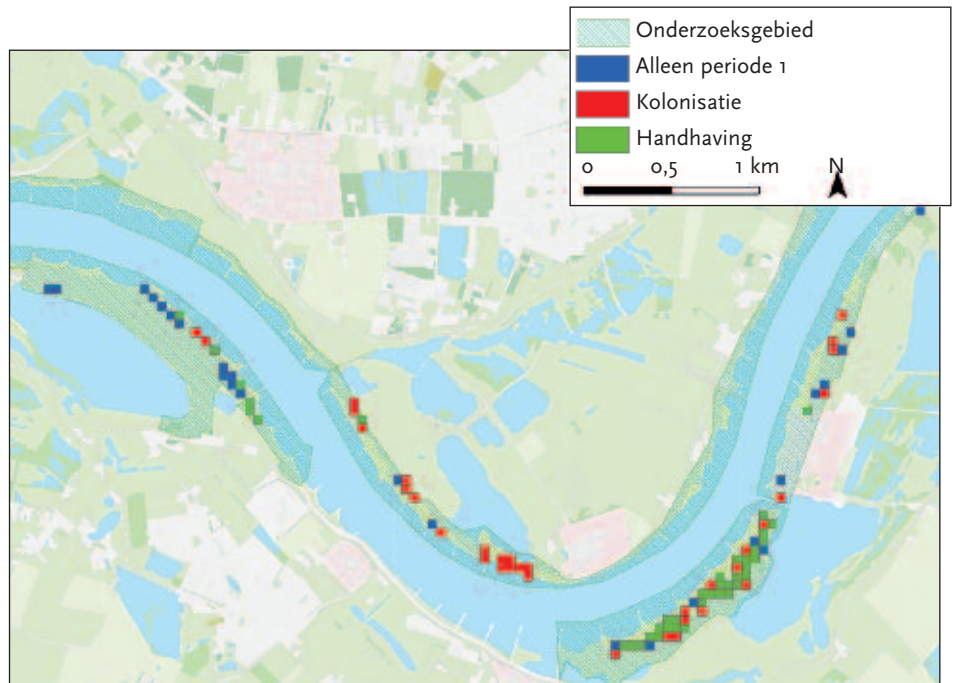 Onderzoeksgebied
Alleen periode 1
Kolonisatie
Handhaving
0 0,5 1 km N